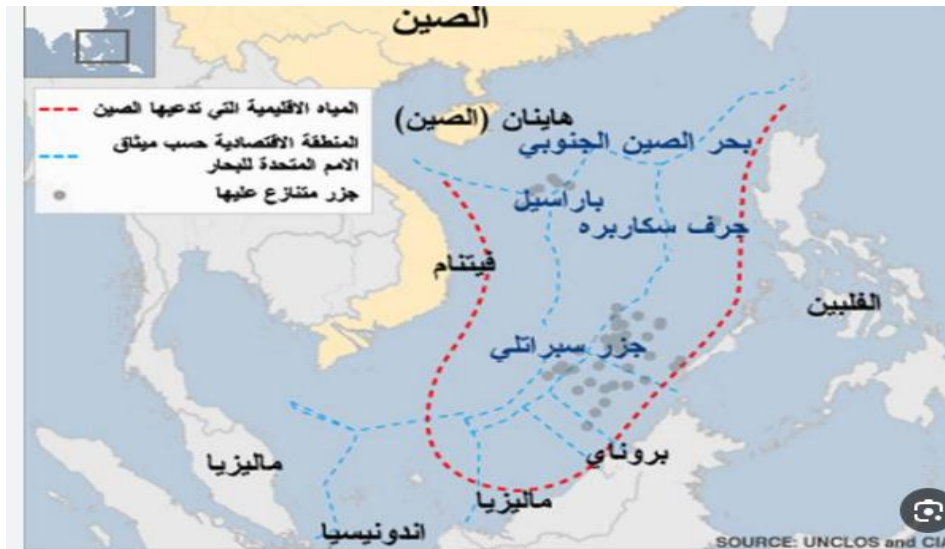 الصين
المياه الاقليمية التي تدعيها الصين
المنطقة الاقتصادية حسب ميثاق
الامم المتحدة للبحار
جزر متنازع عليها
هاينان (الصين)
بحر الصين الجنوبي
باراسيل
جرف سكاربره
فيتنام
الفلبين
جزر سبراتلي
بروناي
ماليزيا
ماليزيا
اندونيسيا
SOURCE: UNCLOS and CIA